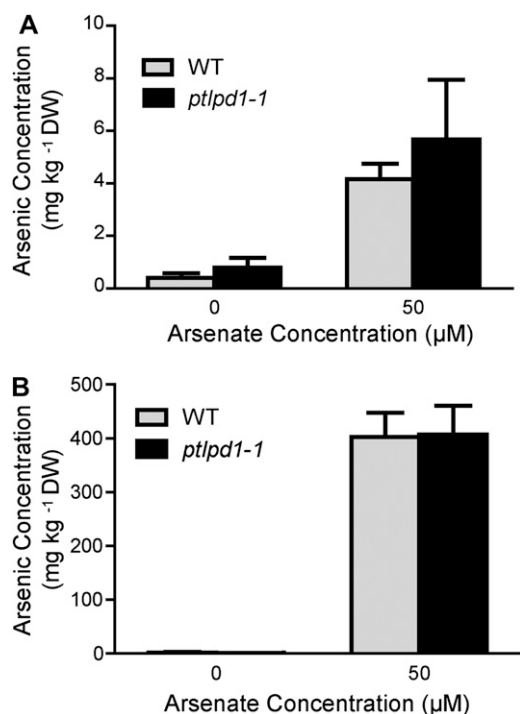 A
10
8
6
4
2
0
Arsenic Concentration
(mg kg -1 DW)
WT
ptlpd1-1
0
50
Arsenate Concentration (µM)
B
500
400
300
200
100
0
Arsenic Concentration
(mg kg -1 DW)
WT
ptlpd1-1
0
50
Arsenate Concentration (µM)